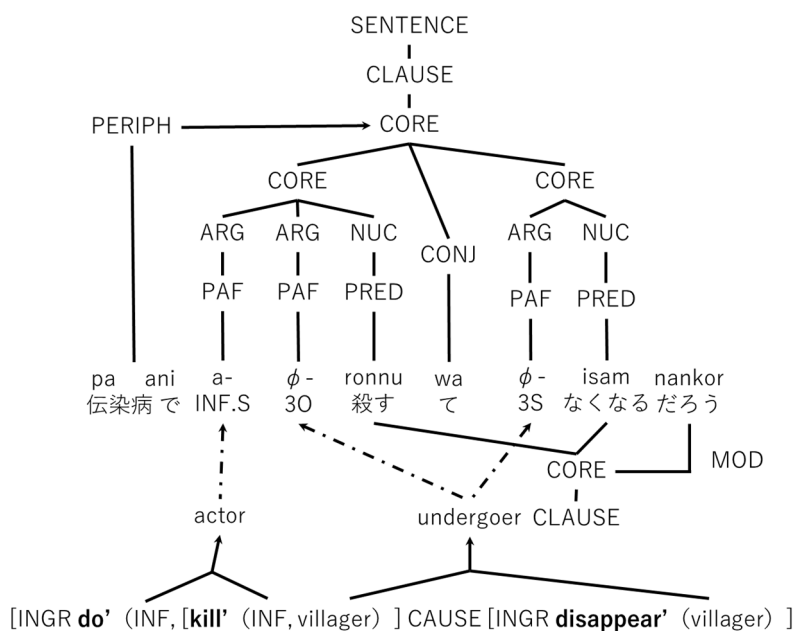 SENTENCE
CLAUSE
PERIPH CORE
CORE CORE
ARG ARG NUC ARG NUC
CONJ
PAF PAF PRED PAF PRED
pa ani a- ϕ- ronnu wa ϕ- isam nankor
伝染病 で INF.S 3O 殺す て 3S なくなる だろう
CORE MOD
actor undergoer CLAUSE
[INGR do’（INF, [kill’（INF, villager）] CAUSE [INGR disappear’（villager）]